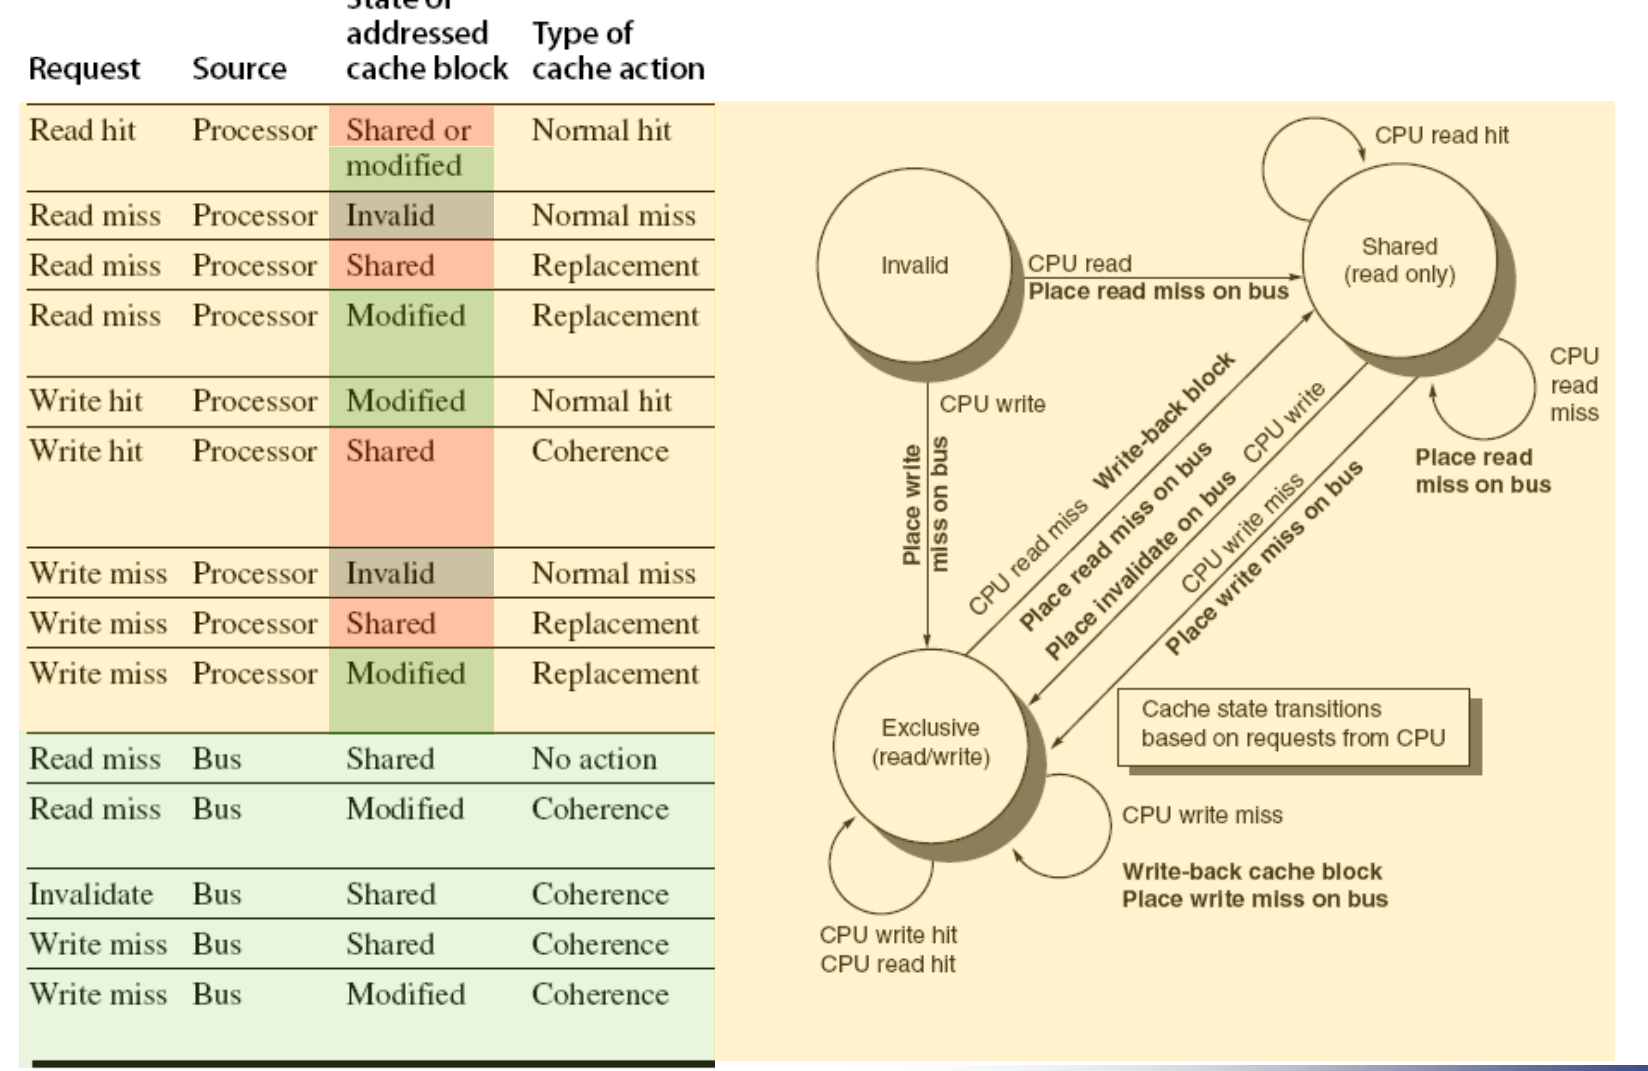 State of
addressed
cache block
Type of
cache action
Request Source
Read hit Processor Shared or Normal hit
modified
Read miss Processor Invalid Normal miss
Read miss Processor Shared Replacement
Read miss Processor Modified Replacement
Write hit Processor Modified Normal hit
Write hit Processor Shared Coherence
Write miss Processor Invalid Normal miss
Write miss Processor Shared Replacement
Write miss Processor Modified Replacement
Read miss Bus Shared No action
Read miss Bus Modified Coherence
Invalidate Bus Shared Coherence
Write miss Bus Shared Coherence
Write miss Bus Modified Coherence
CPU read hit
Invalid
CPU read
Place read miss on bus
Shared
(read only)
CPU
read
miss
Place read
miss on bus
CPU write
Place write
miss on bus
CPU read miss Write-back block
Place read miss on bus
Place invalidate on bus CPU write
CPU write miss
Place write miss on bus
Exclusive
(read/write)
Cache state transitions
based on requests from CPU
CPU write miss
Write-back cache block
Place write miss on bus
CPU write hit
CPU read hit